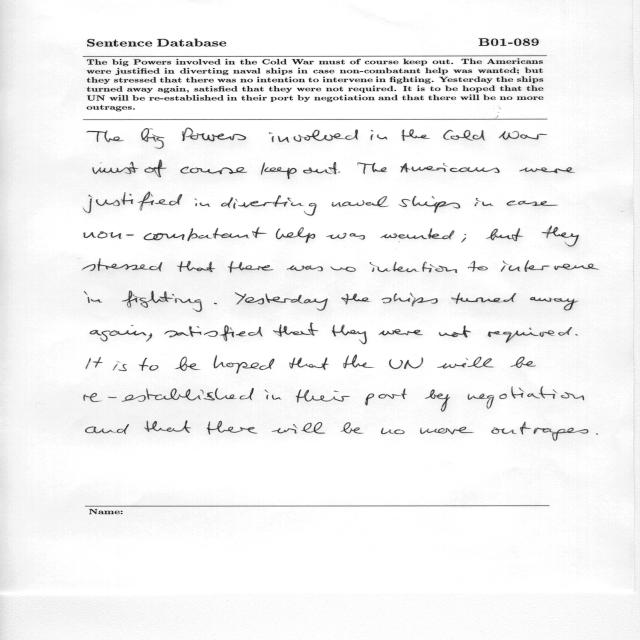 Sentence Database B01-089
The big Powers involved in the Cold War must of course keep out. The Americans
were justified in diverting naval ships in case non-combatant help was wanted; but
they stressed that there was no intention to intervene in fighting. Yesterday the ships
turned away again, satisfied that they were not required. It is to be hoped that the
UN will be re-established in their port by negotiation and that there will be no more
outrages.
The big Powers involved in the Cold War
must of course keep out. The Americans were
justified in diverting naval ships in case
non-combatant help was wanted; but they
stressed that there was no intention to intervene
in fighting. Yesterday the ships turned away
again, satisfied that they were not required.
It is to be hoped that the UN will be
re-established in their port by negotiation
and that there will be no more outrages.
Name: